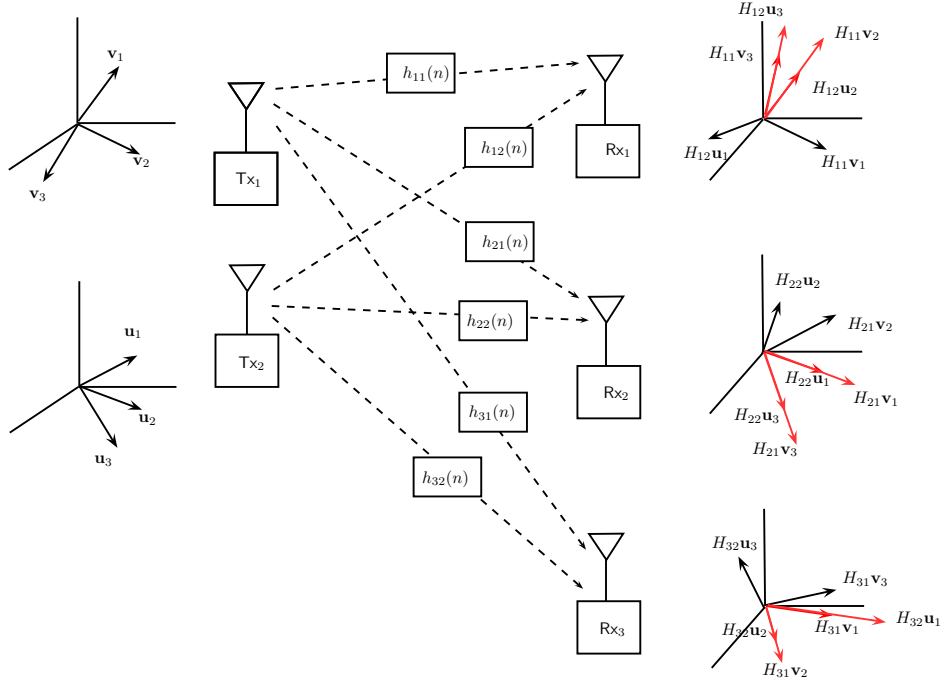 v₁
v₂
v₃
u₁
u₂
u₃
Tx₁
Tx₂
h₁₁(n)
h₁₂(n)
h₂₁(n)
h₂₂(n)
h₃₁(n)
h₃₂(n)
Rx₁
Rx₂
Rx₃
H₁₂u₃
H₁₁v₂
H₁₁v₃
H₁₂u₂
H₁₂u₁
H₁₁v₁
H₂₂u₂
H₂₁v₂
H₂₂u₁
H₂₁v₁
H₂₂u₃
H₂₁v₃
H₃₂u₃
H₃₁v₃
H₃₂u₁
H₃₁v₁
H₃₂u₂
H₃₁v₂